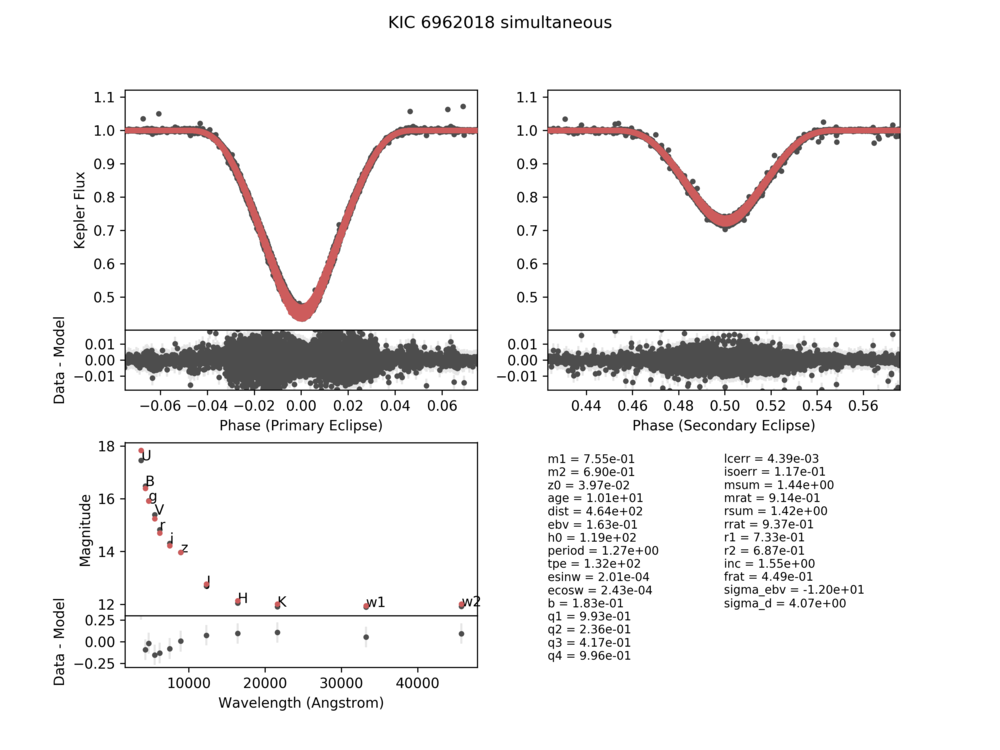 KIC 6962018 simultaneous
1.1
1.0
0.9
0.8
0.7
0.6
0.5
Kepler Flux
0.01
0.00
−0.01
Data - Model
−0.06 −0.04 −0.02 0.00 0.02 0.04 0.06
Phase (Primary Eclipse)
1.1
1.0
0.9
0.8
0.7
0.6
0.5
0.01
0.00
−0.01
0.44 0.46 0.48 0.50 0.52 0.54 0.56
Phase (Secondary Eclipse)
18
16
14
12
Magnitude
U
B
g
V
r
i
z
J
H
K
w1
w2
0.25
0.00
−0.25
Data - Model
10000 20000 30000 40000
Wavelength (Angstrom)
m1 = 7.55e-01
m2 = 6.90e-01
z0 = 3.97e-02
age = 1.01e+01
dist = 4.64e+02
ebv = 1.63e-01
h0 = 1.19e+02
period = 1.27e+00
tpe = 1.32e+02
esinw = 2.01e-04
ecosw = 2.43e-04
b = 1.83e-01
q1 = 9.93e-01
q2 = 2.36e-01
q3 = 4.17e-01
q4 = 9.96e-01
lcerr = 4.39e-03
isoerr = 1.17e-01
msum = 1.44e+00
mrat = 9.14e-01
rsum = 1.42e+00
rrat = 9.37e-01
r1 = 7.33e-01
r2 = 6.87e-01
inc = 1.55e+00
frat = 4.49e-01
sigma_ebv = -1.20e+01
sigma_d = 4.07e+00